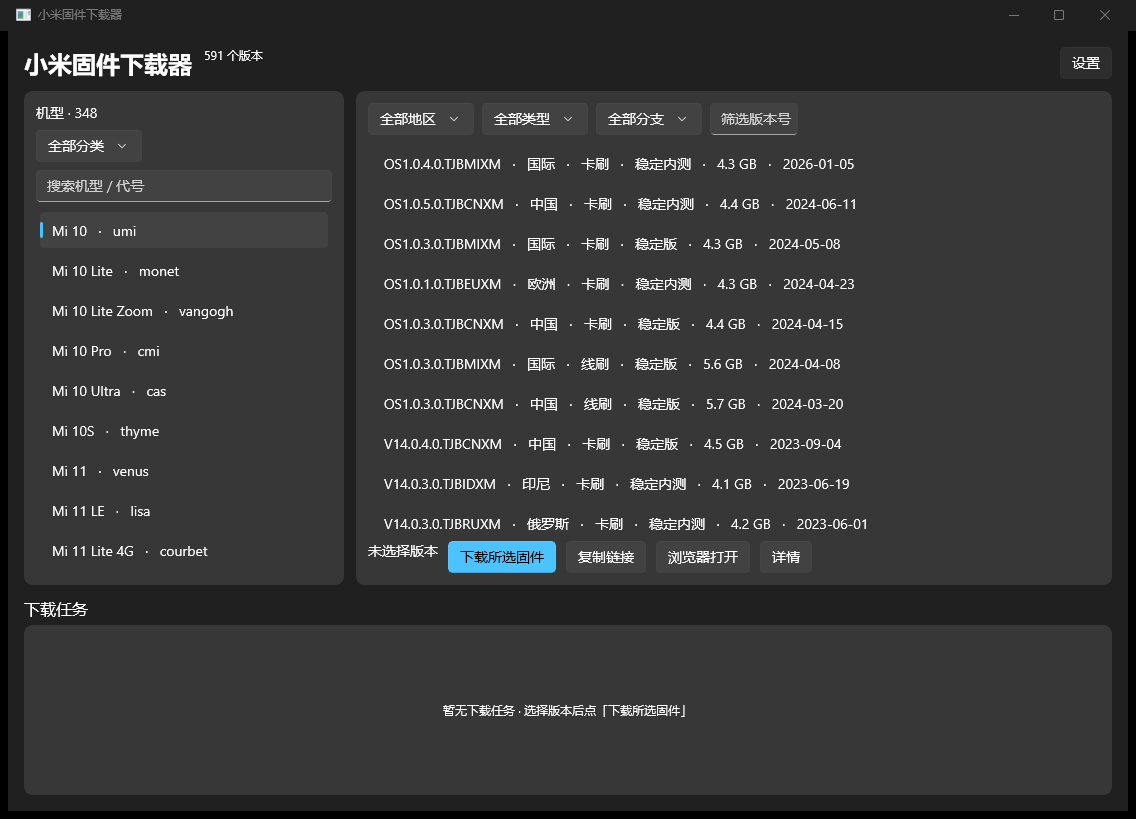 小米固件下载器
小米固件下载器 591 个版本 设置
机型 · 348
全部分类
搜索机型 / 代号
Mi 10 · umi
Mi 10 Lite · monet
Mi 10 Lite Zoom · vangogh
Mi 10 Pro · cmi
Mi 10 Ultra · cas
Mi 10S · thyme
Mi 11 · venus
Mi 11 LE · lisa
Mi 11 Lite 4G · courbet
全部地区 全部类型 全部分支 筛选版本号
OS1.0.4.0.TJBMIXM · 国际 · 卡刷 · 稳定内测 · 4.3 GB · 2026-01-05
OS1.0.5.0.TJBCNXM · 中国 · 卡刷 · 稳定内测 · 4.4 GB · 2024-06-11
OS1.0.3.0.TJBMIXM · 国际 · 卡刷 · 稳定版 · 4.3 GB · 2024-05-08
OS1.0.1.0.TJBEUXM · 欧洲 · 卡刷 · 稳定内测 · 4.3 GB · 2024-04-23
OS1.0.3.0.TJBCNXM · 中国 · 卡刷 · 稳定版 · 4.4 GB · 2024-04-15
OS1.0.3.0.TJBMIXM · 国际 · 线刷 · 稳定版 · 5.6 GB · 2024-04-08
OS1.0.3.0.TJBCNXM · 中国 · 线刷 · 稳定版 · 5.7 GB · 2024-03-20
V14.0.4.0.TJBCNXM · 中国 · 卡刷 · 稳定版 · 4.5 GB · 2023-09-04
V14.0.3.0.TJBIDXM · 印尼 · 卡刷 · 稳定内测 · 4.1 GB · 2023-06-19
V14.0.3.0.TJBRUXM · 俄罗斯 · 卡刷 · 稳定内测 · 4.2 GB · 2023-06-01
未选择版本 下载所选固件 复制链接 浏览器打开 详情
下载任务
暂无下载任务 · 选择版本后点「下载所选固件」